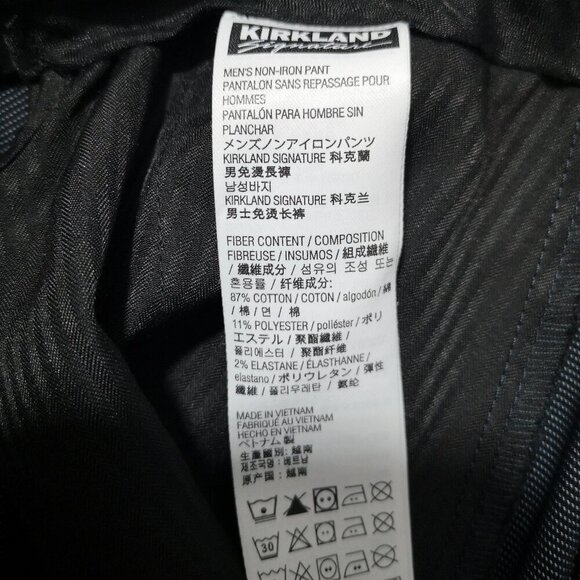 KIRKLAND
Signature
MEN'S NON-IRON PANT
PANTALON SANS REPASSAGE POUR
HOMMES
PANTALÓN PARA HOMBRE SIN
PLANCHAR
メンズノンアイロンパンツ
KIRKLAND SIGNATURE 科克蘭
男免燙長褲
남성바지
KIRKLAND SIGNATURE 科克兰
男士免烫长裤
FIBER CONTENT / COMPOSITION
FIBREUSE / INSUMOS / 組成繊維
/ 纖維成分 / 섬유의 조성 또는
혼용률 / 纤维成分:
87% COTTON / COTON / algodón / 綿
/ 棉 / 면 / 棉
11% POLYESTER / poliéster / ポリ
エステル / 聚酯纖維 /
폴리에스터 / 聚酯纤维
2% ELASTANE / ÉLASTHANNE /
elastano / ポリウレタン / 彈性
纖維 / 폴리우레탄 / 氨纶
MADE IN VIETNAM
FABRIQUÉ AU VIETNAM
HECHO EN VIETNAM
ベトナム製
生產國別: 越南
제조국명: 베트남
原产国: 越南
30